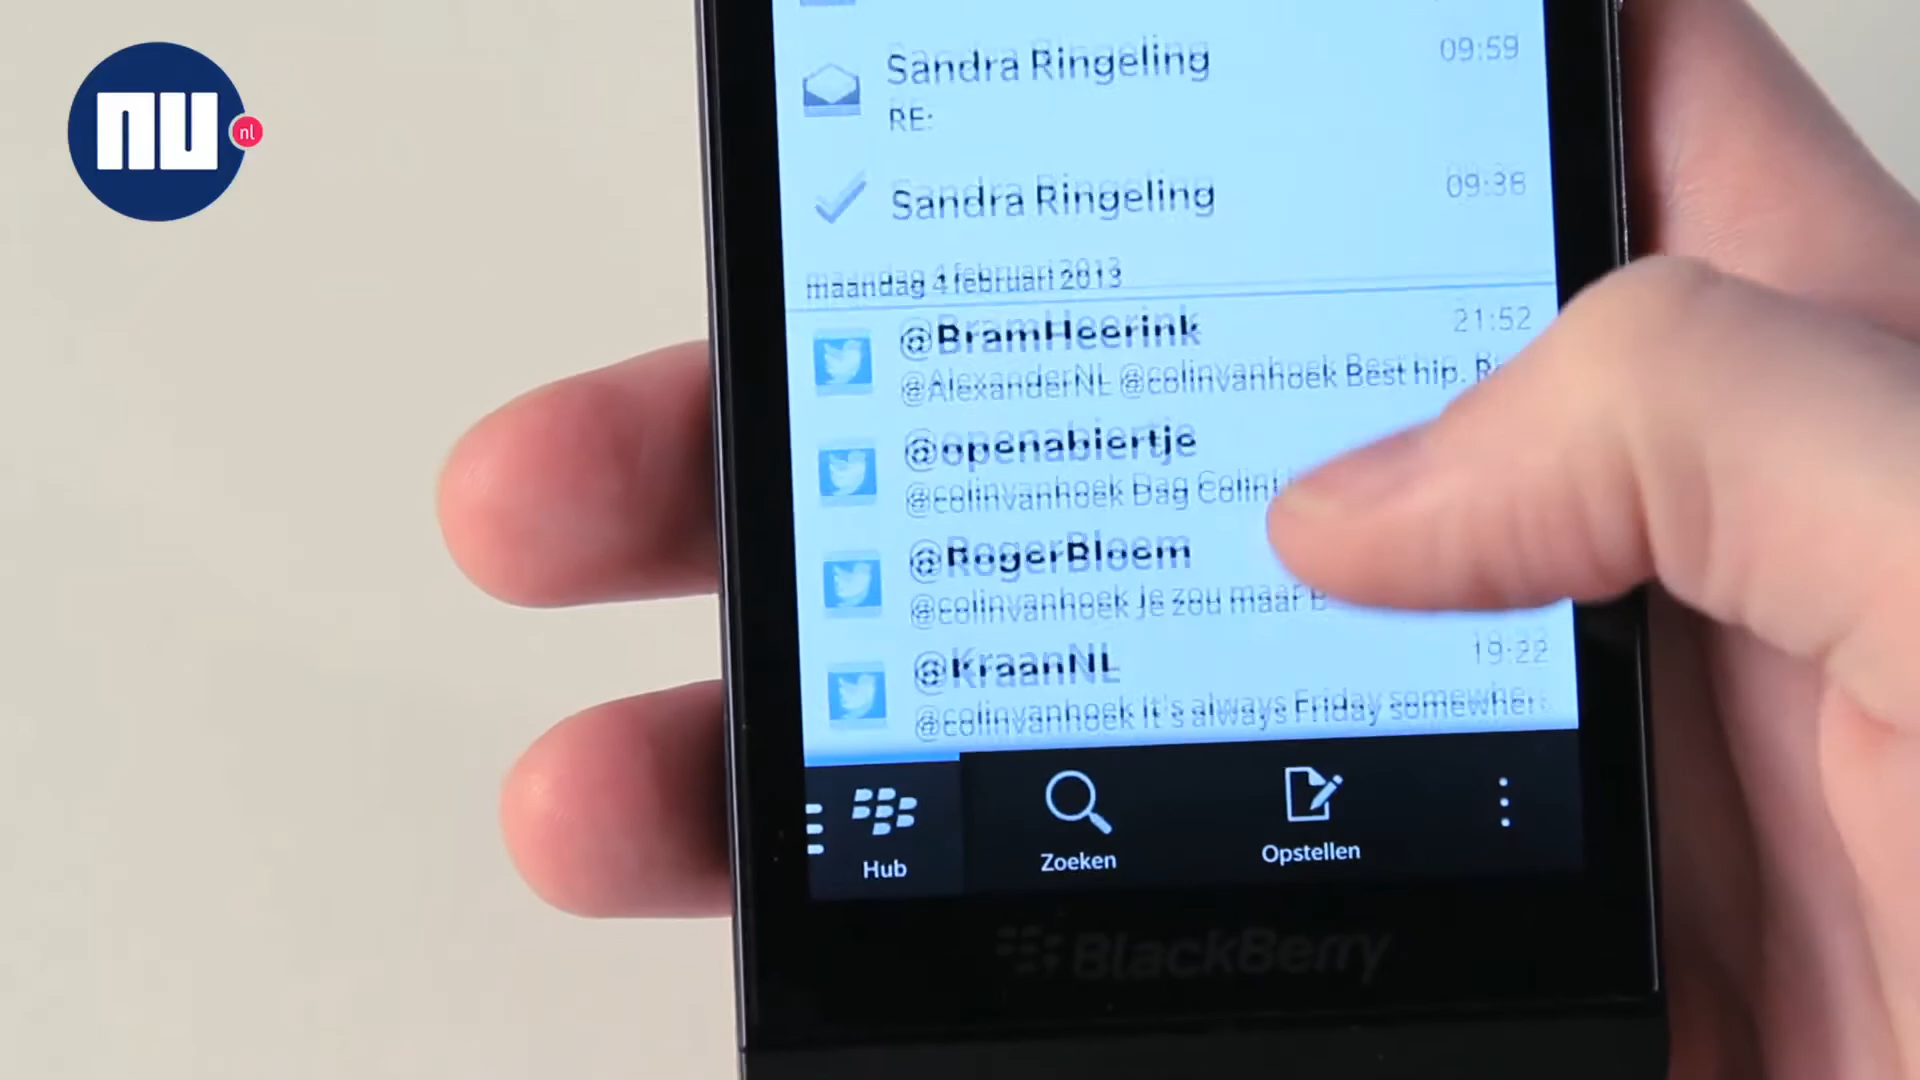 nu
nl
Sandra Ringeling 09:59
RE:
Sandra Ringeling 09:36
maandag 4 februari 2013
@BramHeerink 21:52
@AlexanderNL @colinvanhoek Best hip.
@openabiertje
@colinvanhoek Dag Colin!
@RogerBloem
@colinvanhoek Je zou maar
@KraanNL 19:22
@colinvanhoek It's always Friday somewher
Hub
Zoeken
Opstellen
BlackBerry